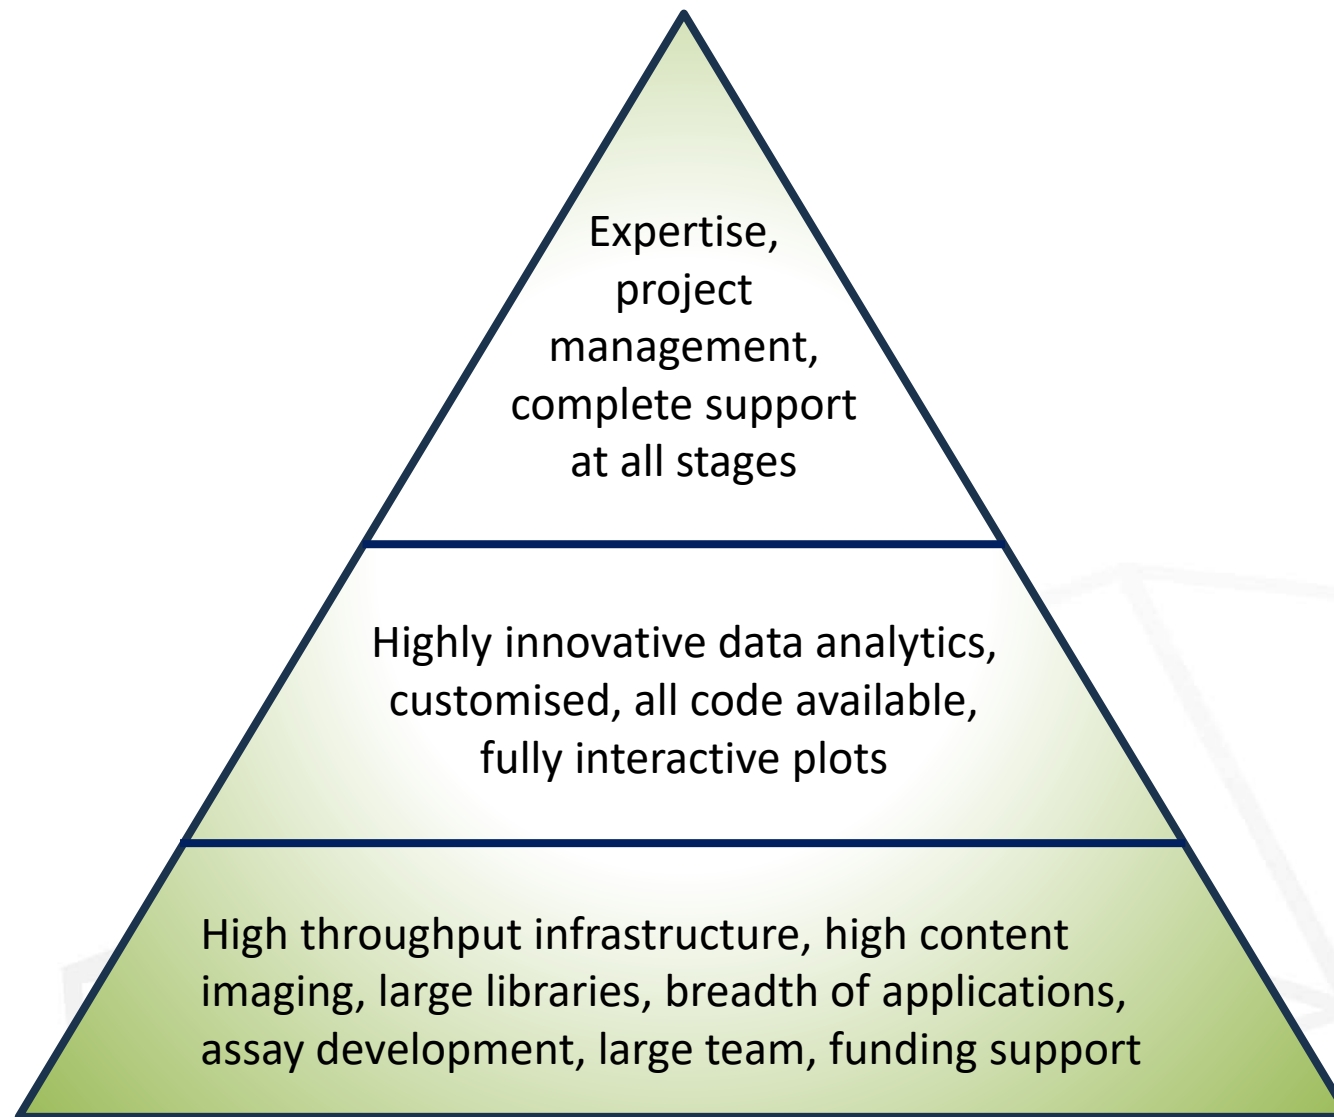 Expertise,
project
management,
complete support
at all stages
Highly innovative data analytics,
customised, all code available,
fully interactive plots
High throughput infrastructure, high content
imaging, large libraries, breadth of applications,
assay development, large team, funding support